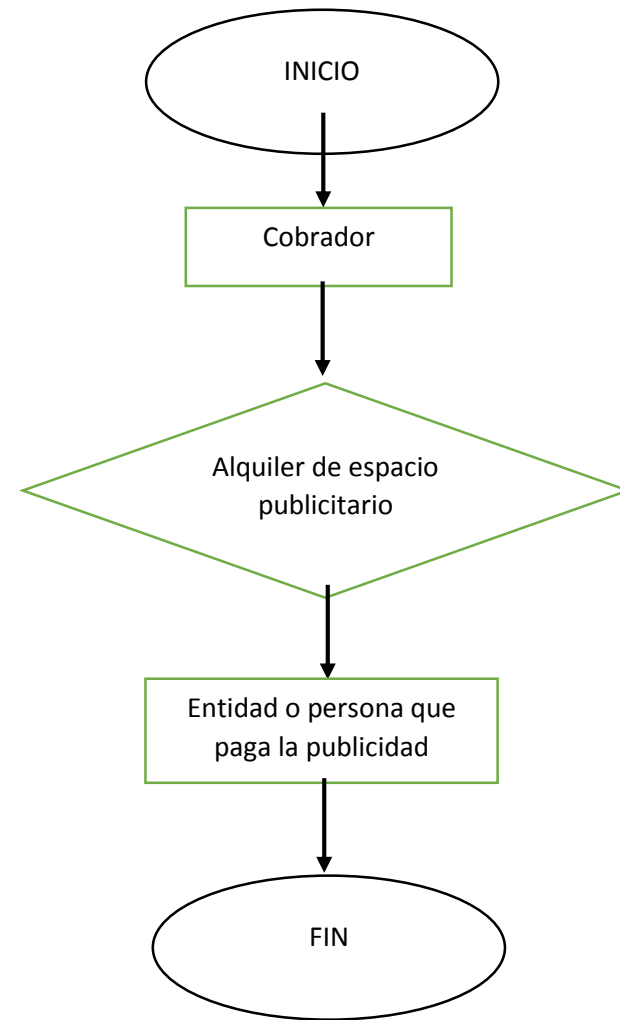 INICIO
Cobrador
Alquiler de espacio
publicitario
Entidad o persona que
paga la publicidad
FIN